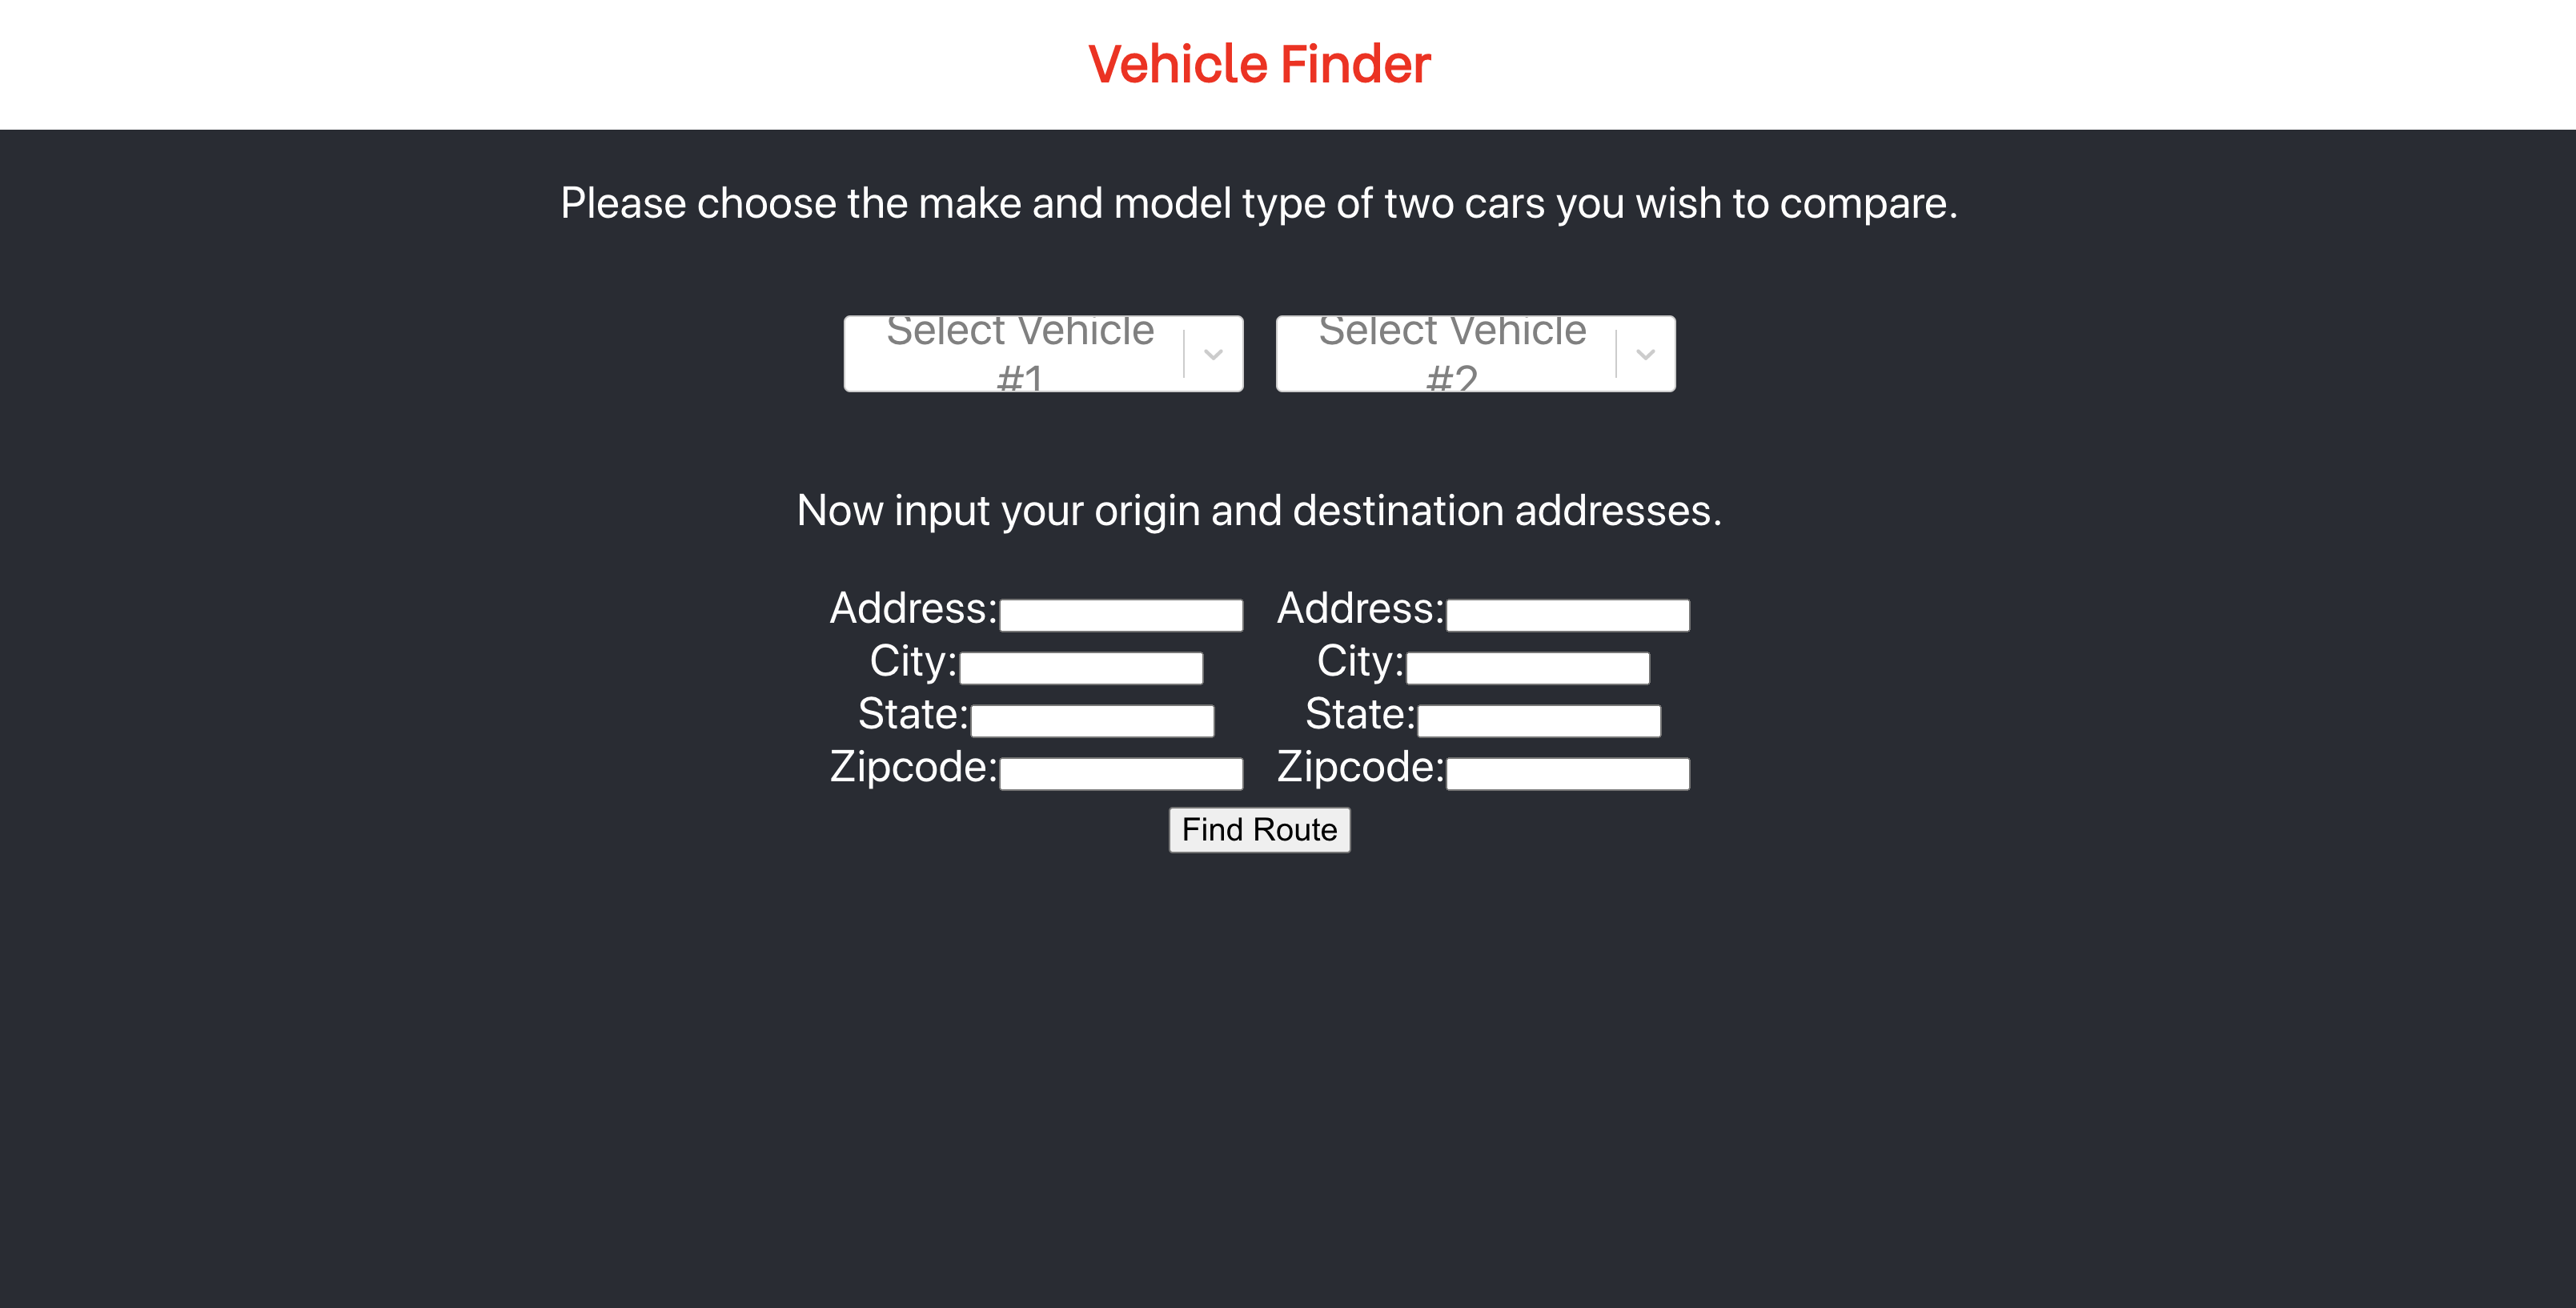 Vehicle Finder
Please choose the make and model type of two cars you wish to compare.
Select Vehicle
#1
Select Vehicle
#2
Now input your origin and destination addresses.
Address:
City:
State:
Zipcode:
Address:
City:
State:
Zipcode:
Find Route